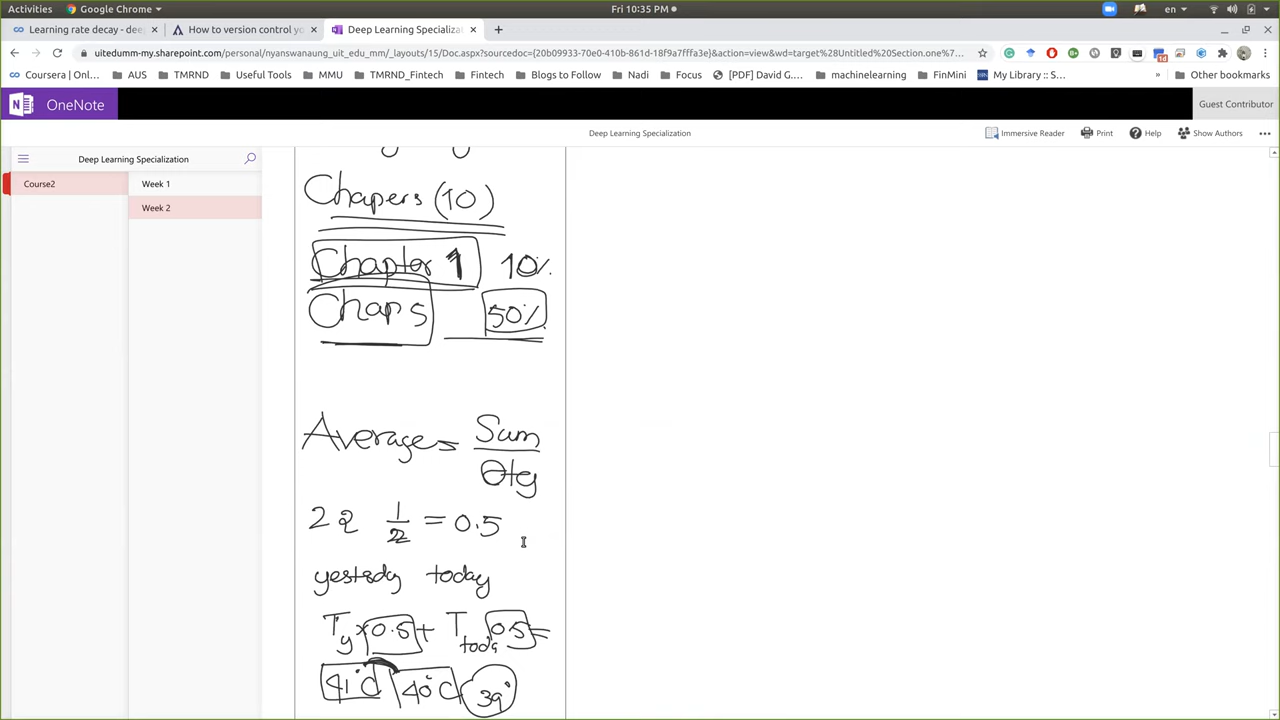 Activities Google Chrome Fri 10:35 PM en
Learning rate decay - deep How to version control yo Deep Learning Specializa
uitedumm-my.sharepoint.com/personal/nyanswanaung_uit_edu_mm/_layouts/15/Doc.aspx?sourcedoc={20b09933-70e0-410b-861d-18f9a7fffa3e}&action=view&wd=target%28Untitled%20Section.one%7...
Coursera | Onl... AUS TMRND Useful Tools MMU TMRND_Fintech Fintech Blogs to Follow Nadi Focus [PDF] David G.... machinelearning FinMini My Library :: S... » Other bookmarks
OneNote Guest Contributor
Deep Learning Specialization Immersive Reader Print Help Show Authors
Deep Learning Specialization
Course2 Week 1
Week 2
Chapers (10)
Chapter 1 10%
Chap 5 50%
Average = Sum
Qty
22 1/2 = 0.5
yestedy today
Ty × 0.5 + T toda 0.5 =
41°C 40°C 39°